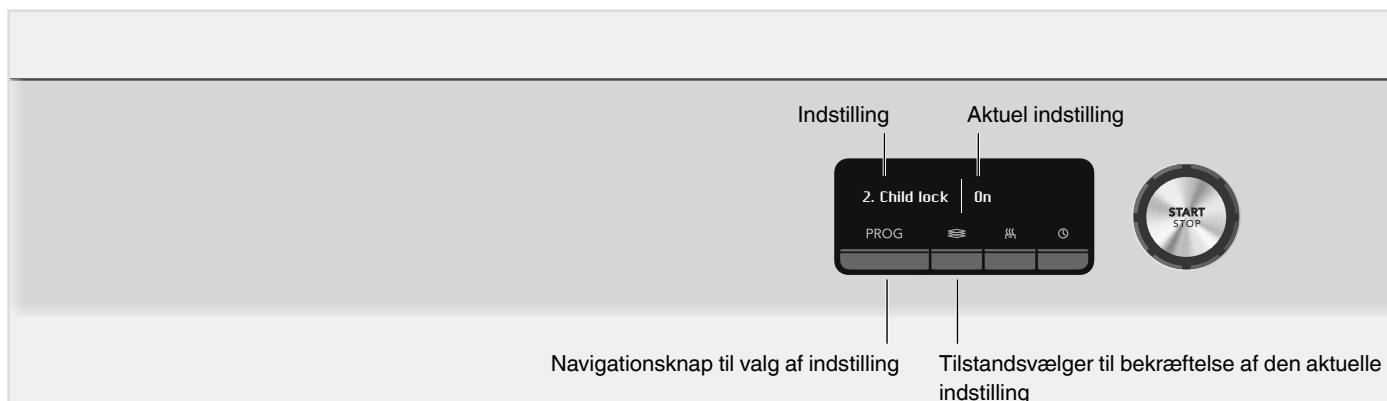 Indstilling
Aktuel indstilling
2. Child lock
On
PROG
START
STOP
Navigationsknap til valg af indstilling
Tilstandsvælger til bekræftelse af den aktuelle
indstilling